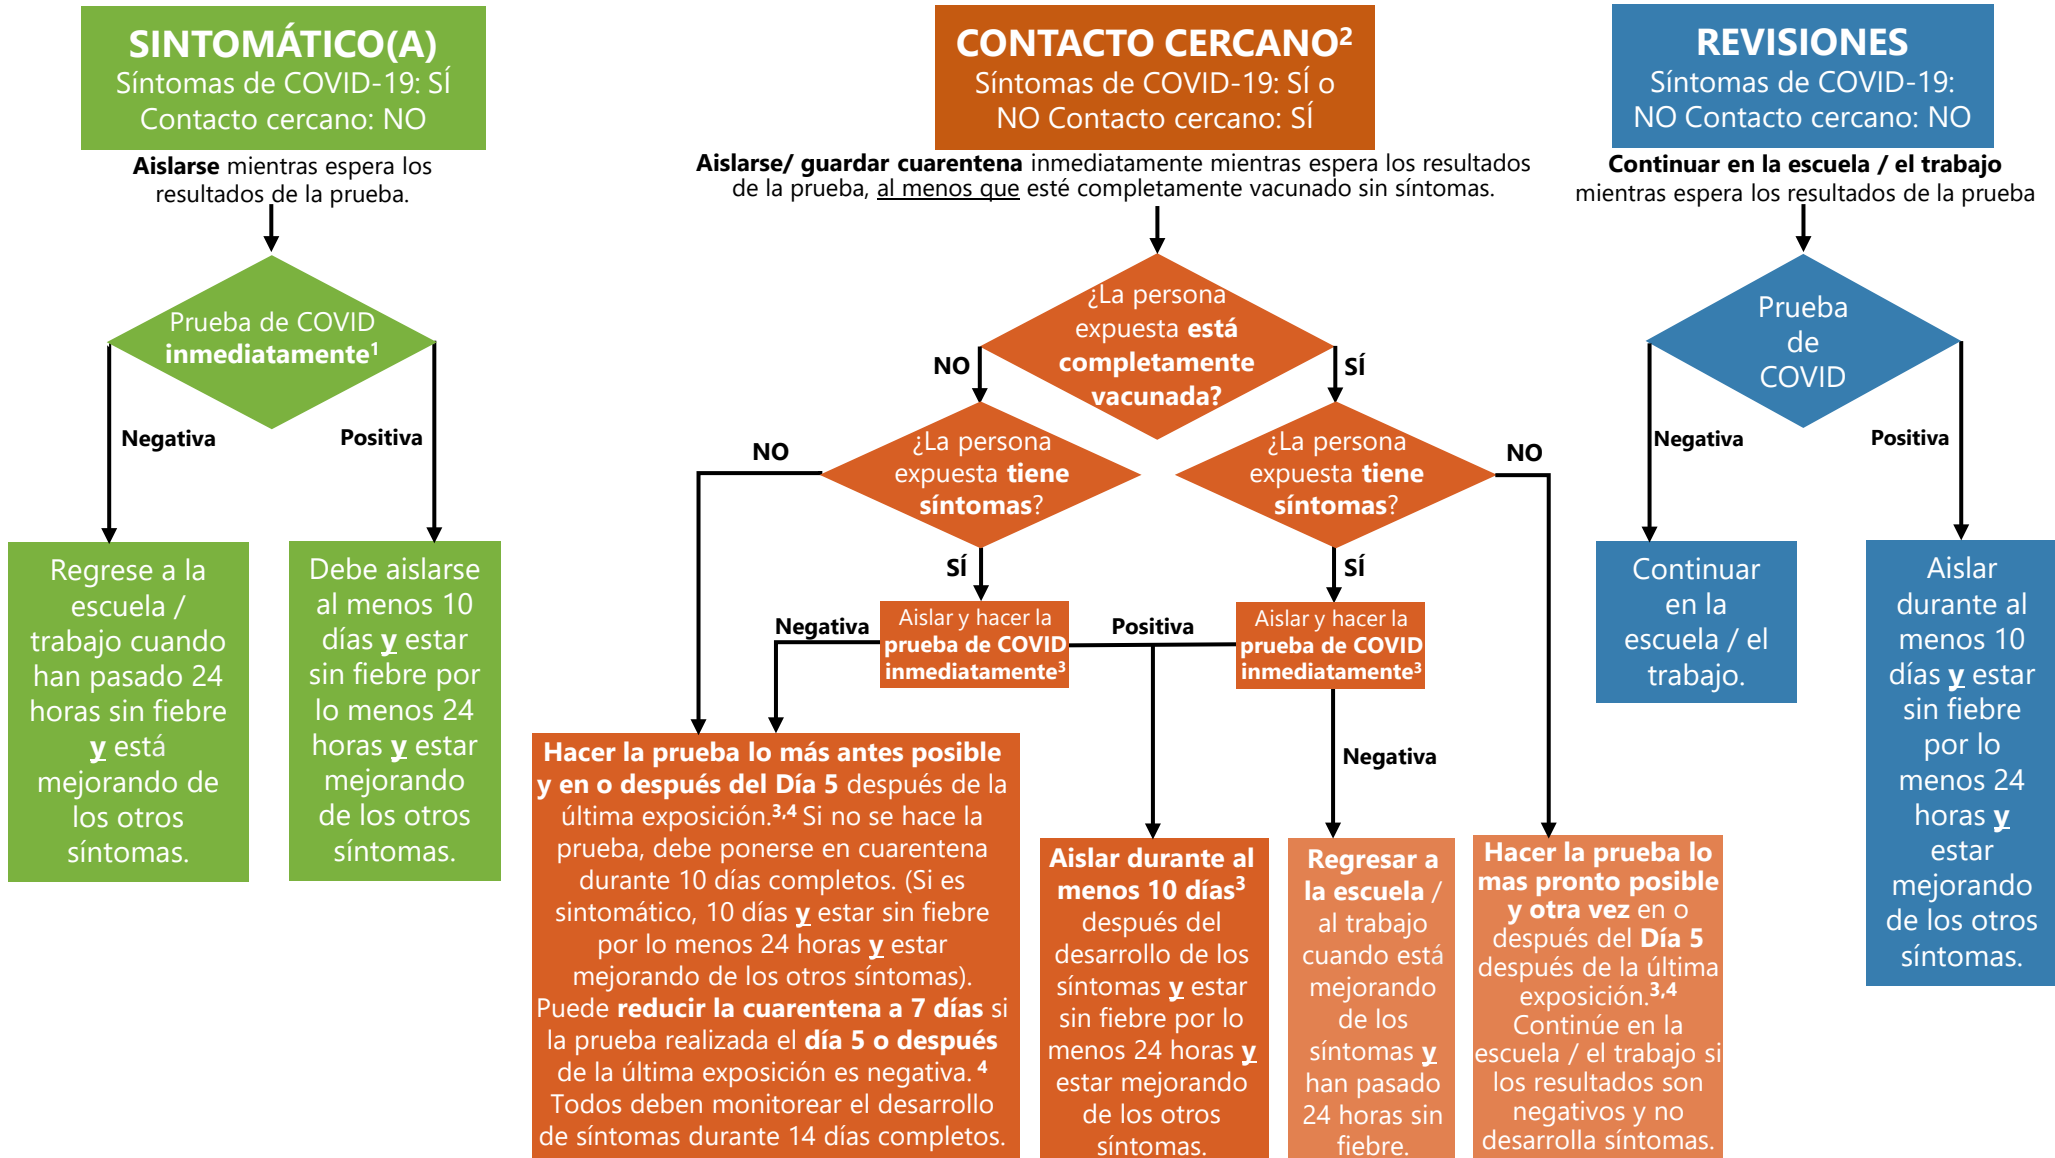 SINTOMÁTICO(A)
Síntomas de COVID-19: SÍ
Contacto cercano: NO
Aislarse mientras espera los
resultados de la prueba.
Prueba de COVID
inmediatamente1
Negativa
Positiva
Regrese a la
escuela /
trabajo cuando
han pasado 24
horas sin fiebre
y está
mejorando de
los otros
síntomas.
Debe aislarse
al menos 10
días y estar
sin fiebre por
lo menos 24
horas y estar
mejorando
de los otros
síntomas.
CONTACTO CERCANO2
Síntomas de COVID-19: SÍ o
NO Contacto cercano: SÍ
Aislarse/ guardar cuarentena inmediatamente mientras espera los resultados
de la prueba, al menos que esté completamente vacunado sin síntomas.
¿La persona
expuesta está
completamente
vacunada?
NO
SÍ
¿La persona
expuesta tiene
síntomas?
NO
SÍ
¿La persona
expuesta tiene
síntomas?
NO
SÍ
Aislar y hacer la
prueba de COVID
inmediatamente3
Negativa
Positiva
Aislar y hacer la
prueba de COVID
inmediatamente3
Negativa
Hacer la prueba lo más antes posible
y en o después del Día 5 después de la
última exposición.3,4 Si no se hace la
prueba, debe ponerse en cuarentena
durante 10 días completos. (Si es
sintomático, 10 días y estar sin fiebre
por lo menos 24 horas y estar
mejorando de los otros síntomas).
Puede reducir la cuarentena a 7 días si
la prueba realizada el día 5 o después
de la última exposición es negativa. 4
Todos deben monitorear el desarrollo
de síntomas durante 14 días completos.
Aislar durante al
menos 10 días3
después del
desarrollo de los
síntomas y estar
sin fiebre por lo
menos 24 horas y
estar mejorando
de los otros
síntomas.
Regresar a
la escuela /
al trabajo
cuando está
mejorando
de los
síntomas y
han pasado
24 horas sin
fiebre.
Hacer la prueba lo
mas pronto posible
y otra vez en o
después del Día 5
después de la última
exposición.3,4
Continúe en la
escuela / el trabajo si
los resultados son
negativos y no
desarrolla síntomas.
REVISIONES
Síntomas de COVID-19:
NO Contacto cercano: NO
Continuar en la escuela / el trabajo
mientras espera los resultados de la prueba
Prueba
de
COVID
Negativa
Positiva
Continuar
en la
escuela / el
trabajo.
Aislar
durante al
menos 10
días y estar
sin fiebre
por lo
menos 24
horas y
estar
mejorando
de los otros
síntomas.